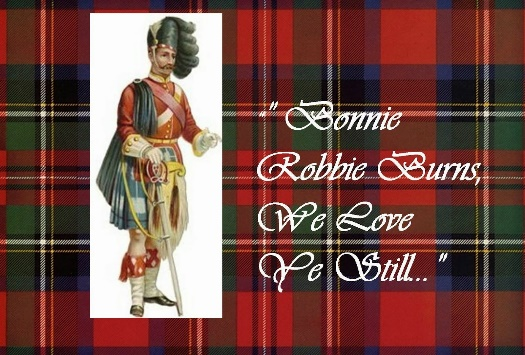 "" Bonnie
Robbie Burns,
We Love
Ye Still..."